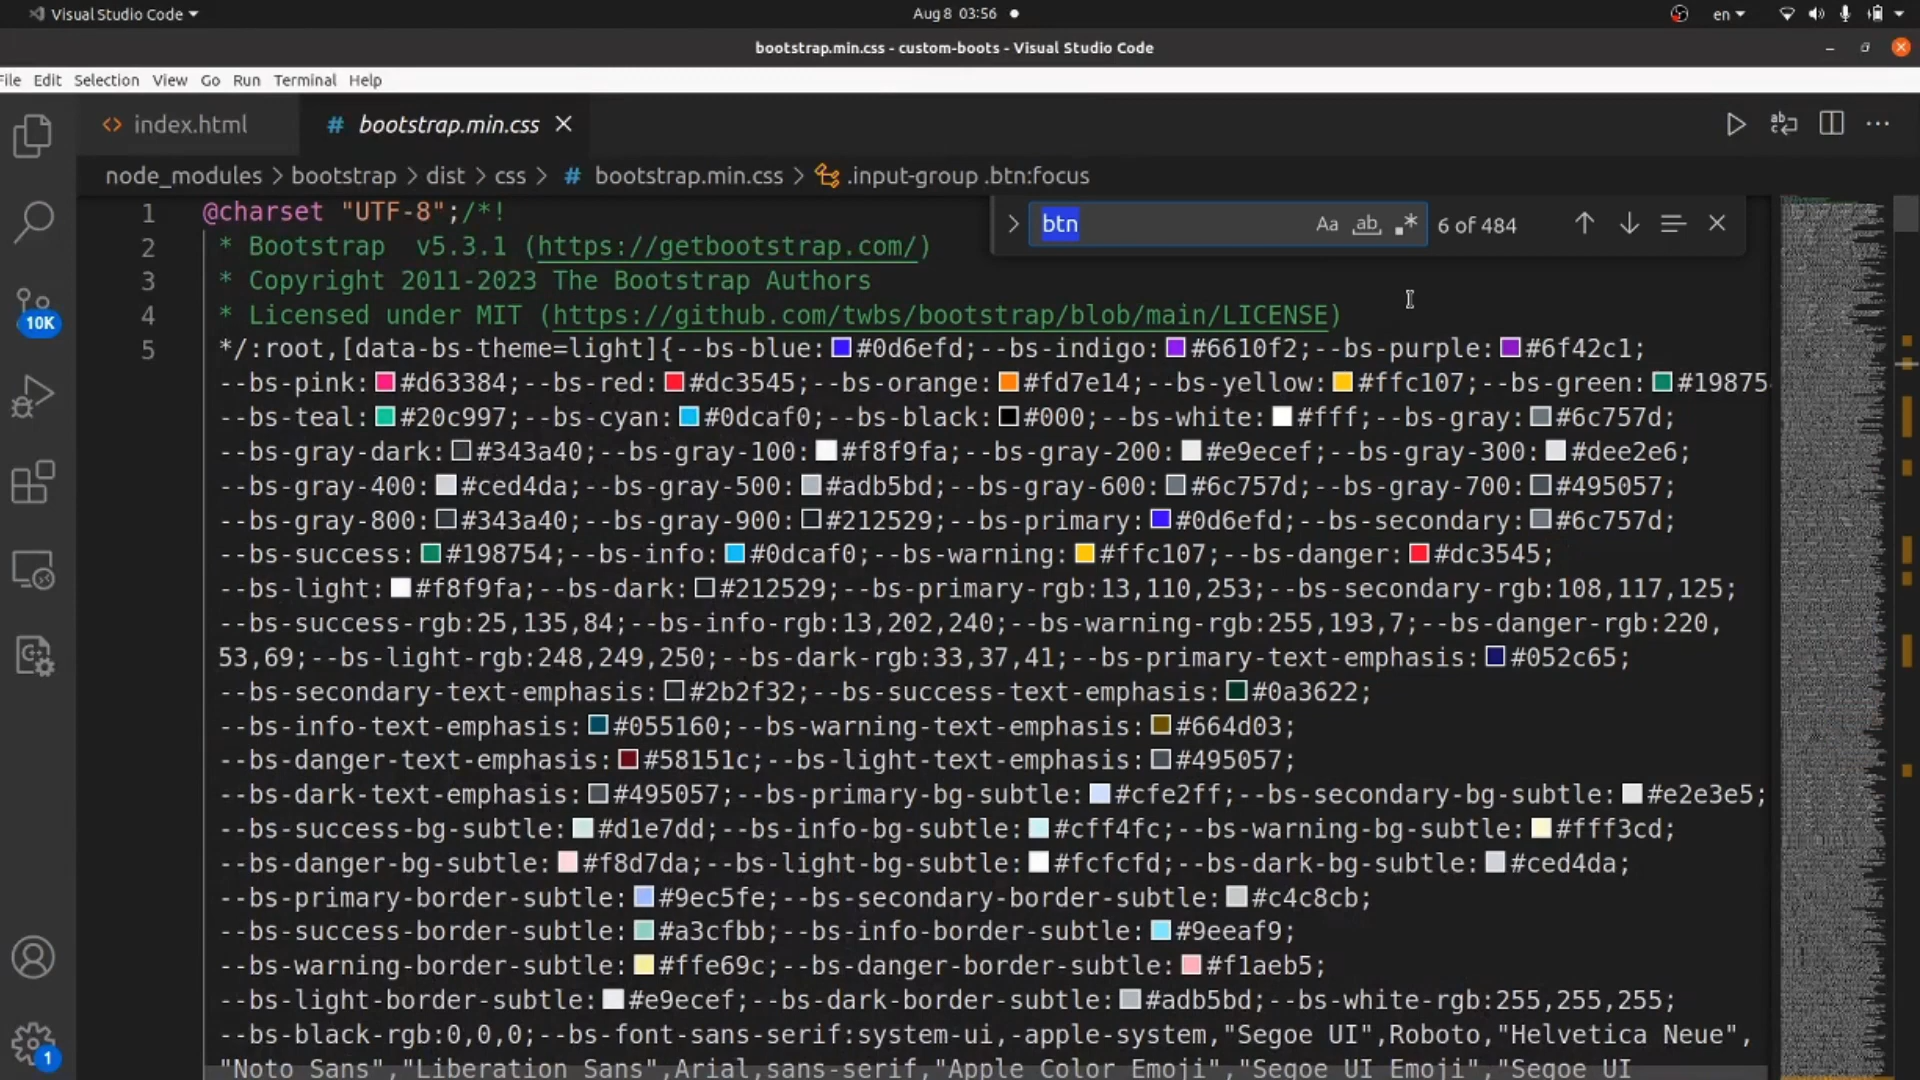 Visual Studio Code
Aug 8 03:56
en
bootstrap.min.css - custom-boots - Visual Studio Code
File Edit Selection View Go Run Terminal Help
index.html
# bootstrap.min.css
node_modules > bootstrap > dist > css > # bootstrap.min.css > .input-group .btn:focus
btn
Aa ab .* 6 of 484
1 @charset "UTF-8";/*!
2 * Bootstrap  v5.3.1 (https://getbootstrap.com/)
3 * Copyright 2011-2023 The Bootstrap Authors
4 * Licensed under MIT (https://github.com/twbs/bootstrap/blob/main/LICENSE)
5 */:root,[data-bs-theme=light]{--bs-blue:#0d6efd;--bs-indigo:#6610f2;--bs-purple:#6f42c1;
--bs-pink:#d63384;--bs-red:#dc3545;--bs-orange:#fd7e14;--bs-yellow:#ffc107;--bs-green:#19875
--bs-teal:#20c997;--bs-cyan:#0dcaf0;--bs-black:#000;--bs-white:#fff;--bs-gray:#6c757d;
--bs-gray-dark:#343a40;--bs-gray-100:#f8f9fa;--bs-gray-200:#e9ecef;--bs-gray-300:#dee2e6;
--bs-gray-400:#ced4da;--bs-gray-500:#adb5bd;--bs-gray-600:#6c757d;--bs-gray-700:#495057;
--bs-gray-800:#343a40;--bs-gray-900:#212529;--bs-primary:#0d6efd;--bs-secondary:#6c757d;
--bs-success:#198754;--bs-info:#0dcaf0;--bs-warning:#ffc107;--bs-danger:#dc3545;
--bs-light:#f8f9fa;--bs-dark:#212529;--bs-primary-rgb:13,110,253;--bs-secondary-rgb:108,117,125;
--bs-success-rgb:25,135,84;--bs-info-rgb:13,202,240;--bs-warning-rgb:255,193,7;--bs-danger-rgb:220,
53,69;--bs-light-rgb:248,249,250;--bs-dark-rgb:33,37,41;--bs-primary-text-emphasis:#052c65;
--bs-secondary-text-emphasis:#2b2f32;--bs-success-text-emphasis:#0a3622;
--bs-info-text-emphasis:#055160;--bs-warning-text-emphasis:#664d03;
--bs-danger-text-emphasis:#58151c;--bs-light-text-emphasis:#495057;
--bs-dark-text-emphasis:#495057;--bs-primary-bg-subtle:#cfe2ff;--bs-secondary-bg-subtle:#e2e3e5;
--bs-success-bg-subtle:#d1e7dd;--bs-info-bg-subtle:#cff4fc;--bs-warning-bg-subtle:#fff3cd;
--bs-danger-bg-subtle:#f8d7da;--bs-light-bg-subtle:#fcfcfd;--bs-dark-bg-subtle:#ced4da;
--bs-primary-border-subtle:#9ec5fe;--bs-secondary-border-subtle:#c4c8cb;
--bs-success-border-subtle:#a3cfbb;--bs-info-border-subtle:#9eeaf9;
--bs-warning-border-subtle:#ffe69c;--bs-danger-border-subtle:#f1aeb5;
--bs-light-border-subtle:#e9ecef;--bs-dark-border-subtle:#adb5bd;--bs-white-rgb:255,255,255;
--bs-black-rgb:0,0,0;--bs-font-sans-serif:system-ui,-apple-system,"Segoe UI",Roboto,"Helvetica Neue",
"Noto Sans","Liberation Sans",Arial,sans-serif,"Apple Color Emoji","Segoe UI Emoji","Segoe UI
10K
1